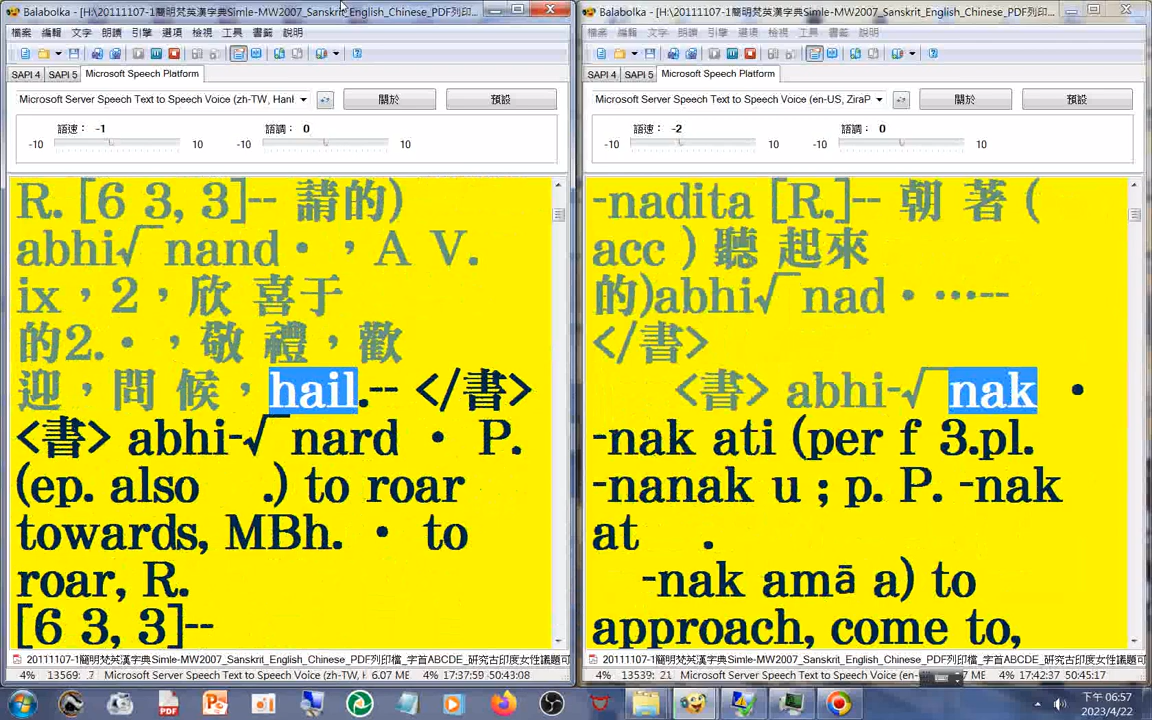 Balabolka - [H:\20111107-1簡明梵英漢字典Simle-MW2007_Sanskrit_English_Chinese_PDF列印...
檔案 編輯 文字 朗讀 引擎 選項 檢視 工具 書籤 說明
SAPI 4 SAPI 5 Microsoft Speech Platform
Microsoft Server Speech Text to Speech Voice (zh-TW, Hanl
關於 預設
語速： -1 語調： 0
-10 10 -10 10
R. [6 3, 3]-- 請的)
abhi√ nand •，A V.
ix，2，欣 喜于
的2. •，敬 禮，歡
迎，問 候，hail.-- </書>
<書> abhi-√ nard • P.
(ep. also .) to roar
towards, MBh. • to
roar, R.
[6 3, 3]--
20111107-1簡明梵英漢字典Simle-MW2007_Sanskrit_English_Chinese_PDF列印檔_字首ABCDE_研究古印度女性議題可
4% 13569: .7 Microsoft Server Speech Text to Speech Voice (zh-TW, H 6.07 ME 4% 17:37:59 - 50:43:08
Balabolka - [H:\20111107-1簡明梵英漢字典Simle-MW2007_Sanskrit_English_Chinese_PDF列印...
檔案 編輯 文字 朗讀 引擎 選項 檢視 工具 書籤 說明
SAPI 4 SAPI 5 Microsoft Speech Platform
Microsoft Server Speech Text to Speech Voice (en-US, ZiraP
關於 預設
語速： -2 語調： 0
-10 10 -10 10
-nadita [R.]-- 朝 著 (
acc ) 聽 起來
的)abhi√ nad • …--
</書>
<書> abhi-√ nak •
-nak ati (per f 3.pl.
-nanak u ; p. P. -nak
at .
-nak amā a) to
approach, come to,
20111107-1簡明梵英漢字典Simle-MW2007_Sanskrit_English_Chinese_PDF列印檔_字首ABCDE_研究古印度女性議題可
4% 13539: 21 Microsoft Server Speech Text to Speech Voice ME 4% 17:42:37 - 50:45:17
下午 06:57
2023/4/22